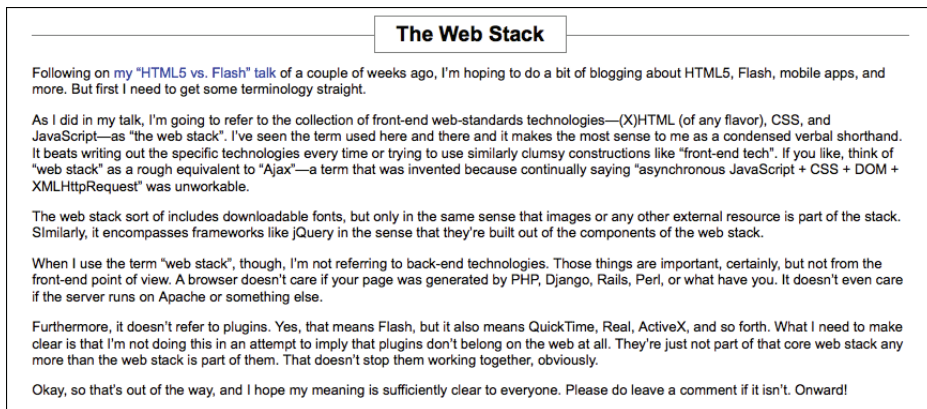 The Web Stack
Following on my “HTML5 vs. Flash” talk of a couple of weeks ago, I’m hoping to do a bit of blogging about HTML5, Flash, mobile apps, and
more. But first I need to get some terminology straight.
As I did in my talk, I’m going to refer to the collection of front-end web-standards technologies—(X)HTML (of any flavor), CSS, and
JavaScript—as “the web stack”. I’ve seen the term used here and there and it makes the most sense to me as a condensed verbal shorthand.
It beats writing out the specific technologies every time or trying to use similarly clumsy constructions like “front-end tech”. If you like, think of
“web stack” as a rough equivalent to “Ajax”—a term that was invented because continually saying “asynchronous JavaScript + CSS + DOM +
XMLHttpRequest” was unworkable.
The web stack sort of includes downloadable fonts, but only in the same sense that images or any other external resource is part of the stack.
SImilarly, it encompasses frameworks like jQuery in the sense that they’re built out of the components of the web stack.
When I use the term “web stack”, though, I’m not referring to back-end technologies. Those things are important, certainly, but not from the
front-end point of view. A browser doesn’t care if your page was generated by PHP, Django, Rails, Perl, or what have you. It doesn’t even care
if the server runs on Apache or something else.
Furthermore, it doesn’t refer to plugins. Yes, that means Flash, but it also means QuickTime, Real, ActiveX, and so forth. What I need to make
clear is that I’m not doing this in an attempt to imply that plugins don’t belong on the web at all. They’re just not part of that core web stack any
more than the web stack is part of them. That doesn’t stop them working together, obviously.
Okay, so that’s out of the way, and I hope my meaning is sufficiently clear to everyone. Please do leave a comment if it isn’t. Onward!